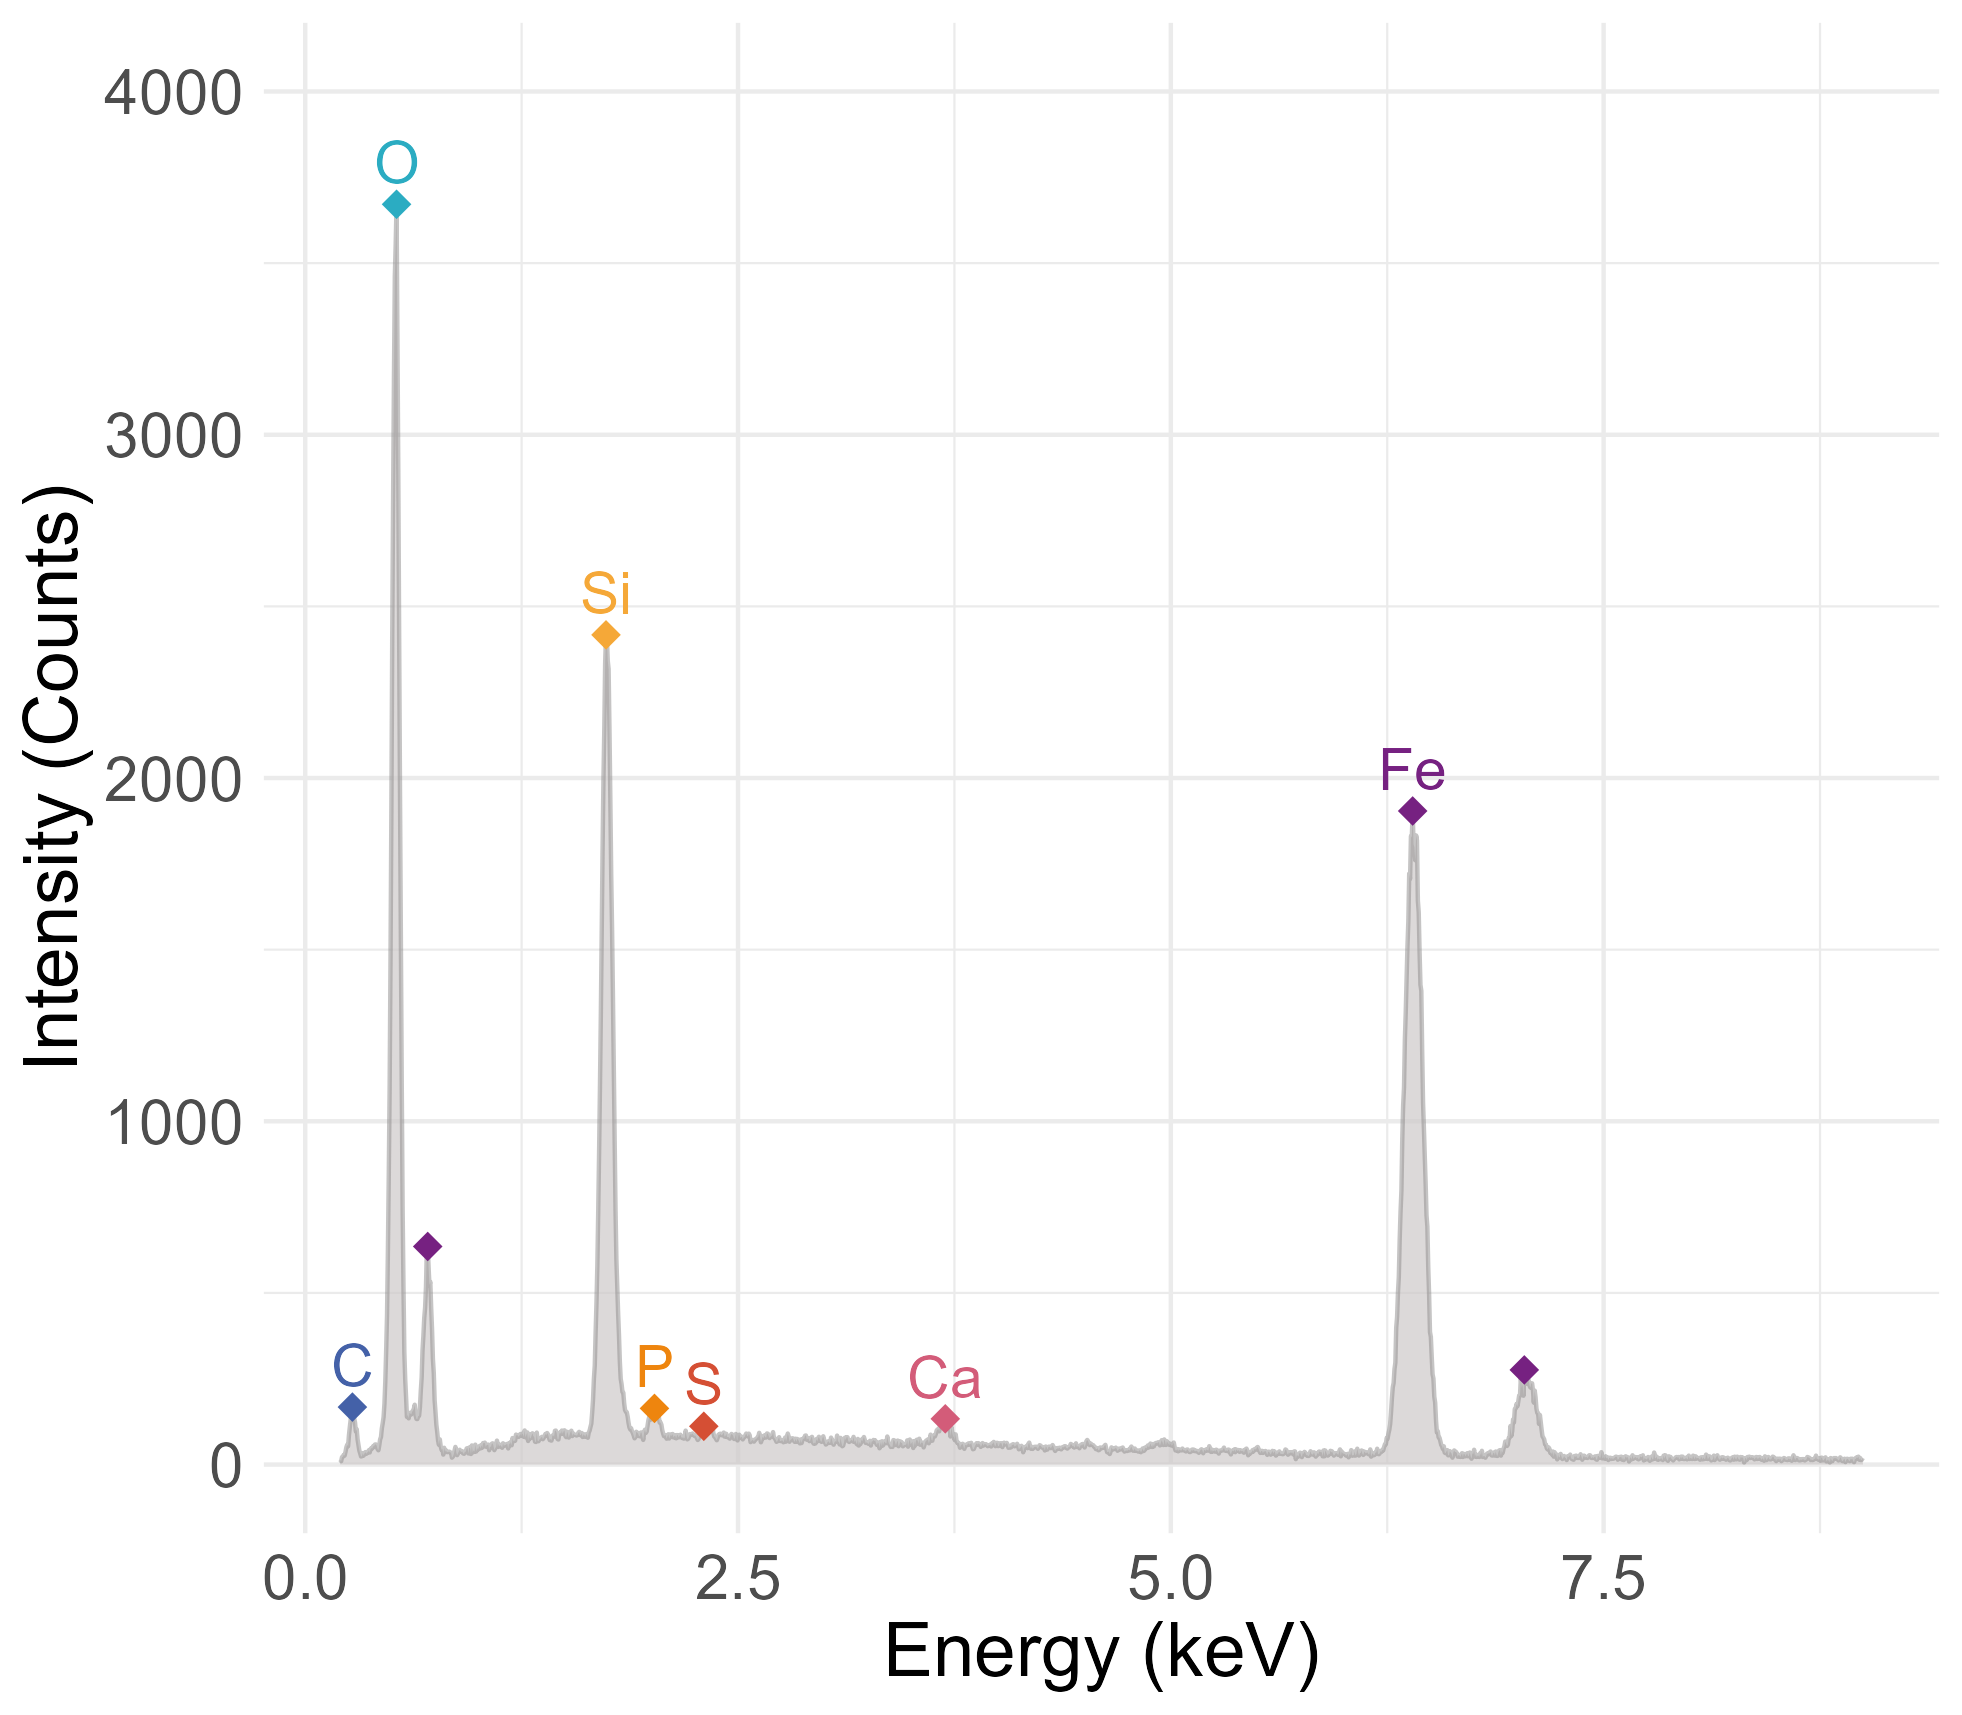 4000
O
3000
Si
2000
Fe
1000
C
P
S
Ca
0
0.0 2.5 5.0 7.5
Energy (keV)
Intensity (Counts)